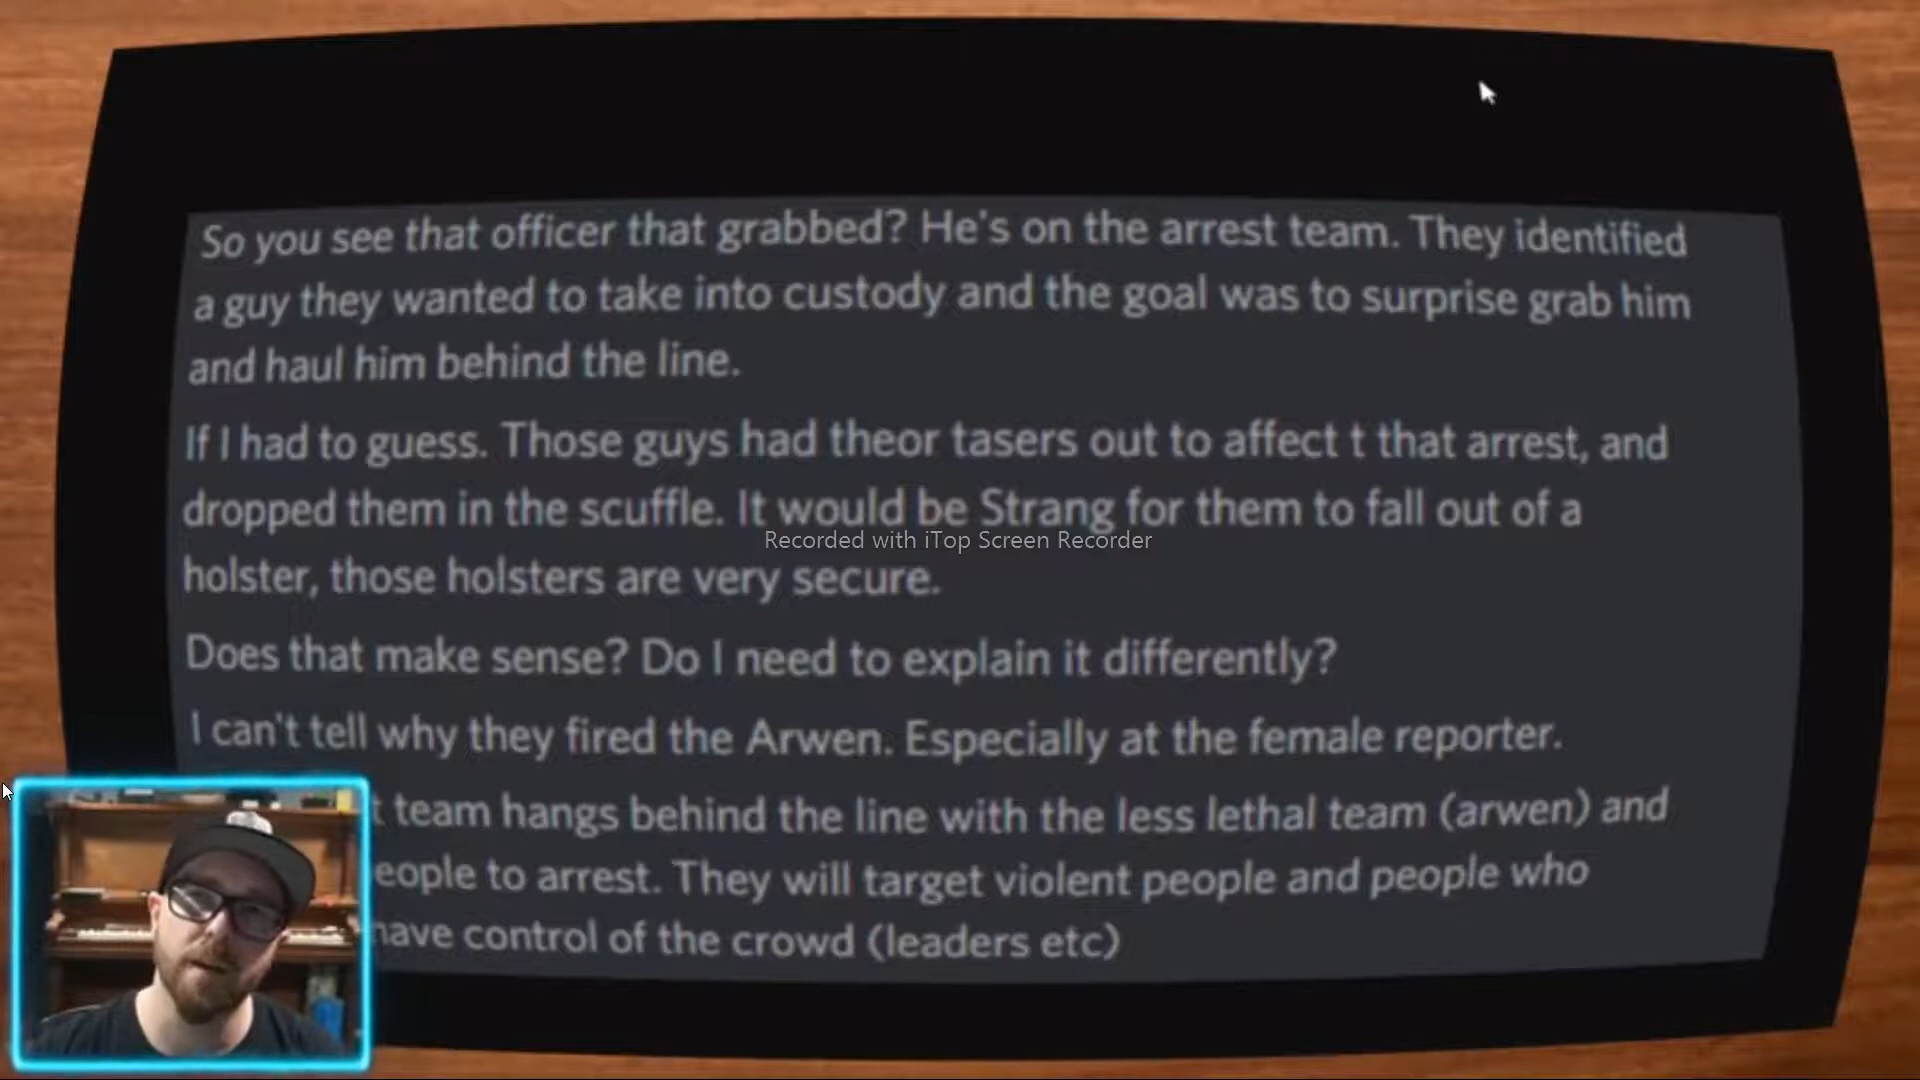 So you see that officer that grabbed? He's on the arrest team. They identified
a guy they wanted to take into custody and the goal was to surprise grab him
and haul him behind the line.
If I had to guess. Those guys had theor tasers out to affect t that arrest, and
dropped them in the scuffle. It would be Strang for them to fall out of a
Recorded with iTop Screen Recorder
holster, those holsters are very secure.
Does that make sense? Do I need to explain it differently?
I can't tell why they fired the Arwen. Especially at the female reporter.
t team hangs behind the line with the less lethal team (arwen) and
eople to arrest. They will target violent people and people who
have control of the crowd (leaders etc)